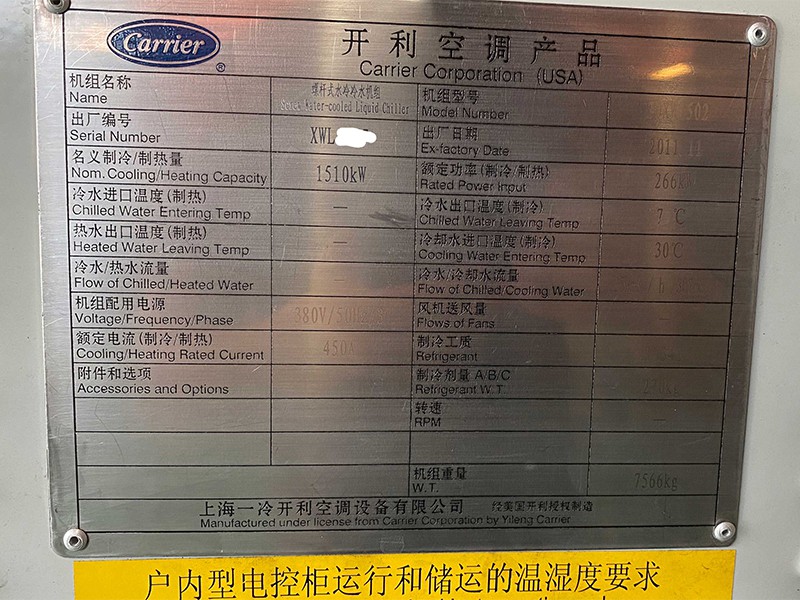 Carrier
®
开利空调产品
Carrier Corporation (USA)
机组名称
Name
螺杆式水冷冷水机组
Screw Water-cooled Liquid Chiller
机组型号
Model Number
502
出厂编号
Serial Number
XWL
出厂日期
Ex-factory Date
2011.11
名义制冷/制热量
Nom.Cooling/Heating Capacity
1510kW
额定功率(制冷/制热)
Rated Power Input
266k
冷水进口温度(制热)
Chilled Water Entering Temp
—
冷水出口温度(制冷)
Chilled Water Leaving Temp
7 ℃
热水出口温度(制热)
Heated Water Leaving Temp
—
冷却水进口温度(制冷)
Cooling Water Entering Temp
30℃
冷水/热水流量
Flow of Chilled/Heated Water
冷水/冷却水流量
Flow of Chilled/Cooling Water
机组配用电源
Voltage/Frequency/Phase
380V/50Hz
风机送风量
Flows of Fans
—
额定电流(制冷/制热)
Cooling/Heating Rated Current
450A
制冷工质
Refrigerant
附件和选项
Accessories and Options
制冷剂量 A/B/C
Refrigerant W.T.
转速
RPM
—
机组重量
W.T.
7566kg
上海一冷开利空调设备有限公司 经美国开利授权制造
Manufactured under license from Carrier Corporation by Yileng Carrier
户内型电控柜运行和储运的温湿度要求